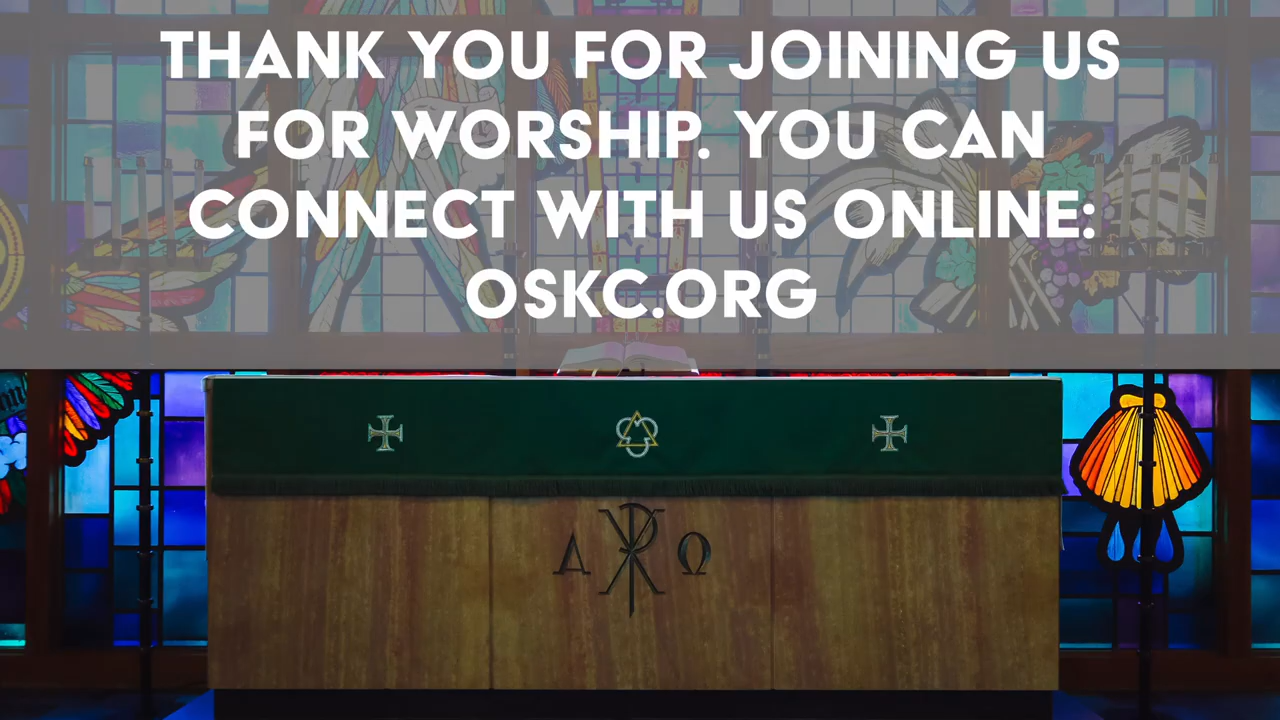 THANK YOU FOR JOINING US
FOR WORSHIP. YOU CAN
CONNECT WITH US ONLINE:
OSKC.ORG
Α ☧ Ω